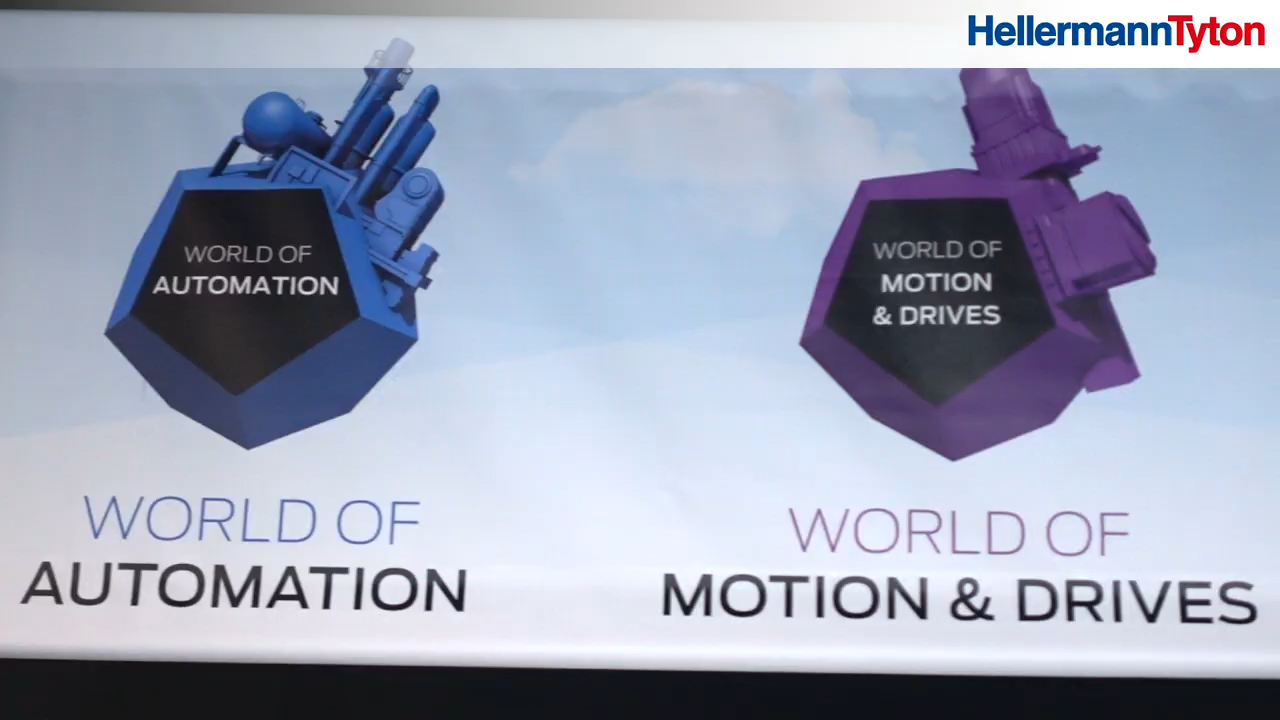 HellermannTyton
WORLD OF
AUTOMATION
WORLD OF
MOTION
& DRIVES
WORLD OF
AUTOMATION
WORLD OF
MOTION & DRIVES